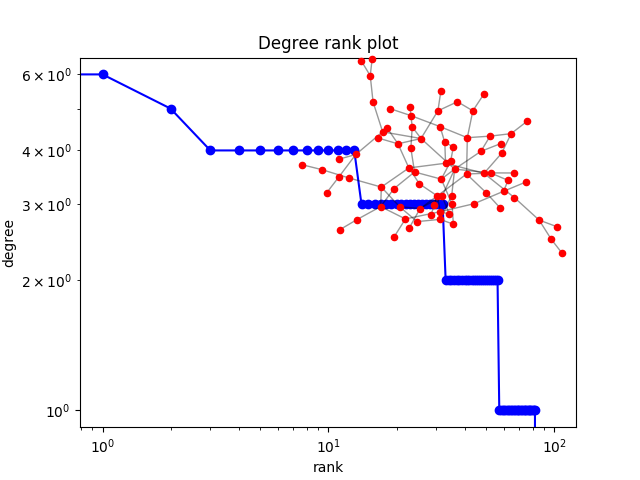 Degree rank plot
6 × 10⁰
4 × 10⁰
3 × 10⁰
2 × 10⁰
10⁰
degree
10⁰ 10¹ 10²
rank